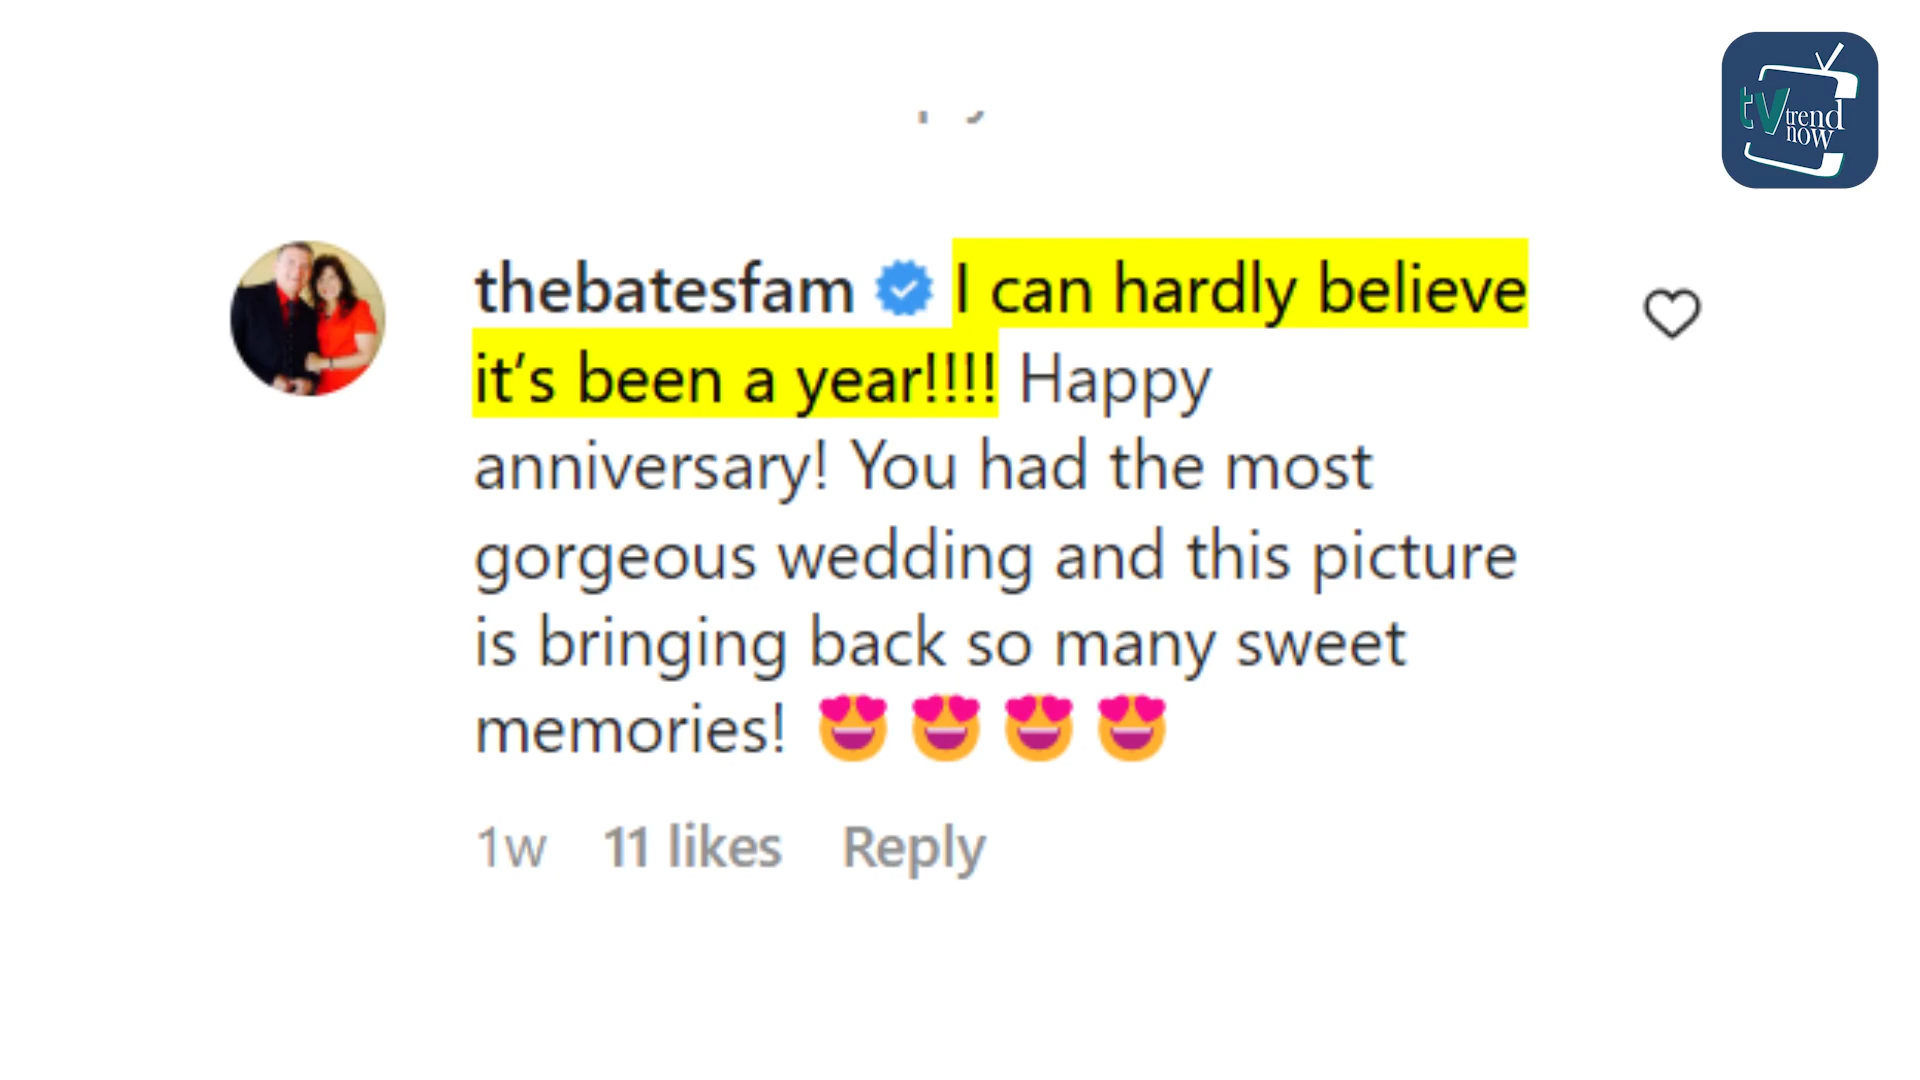 tv trend now
thebatesfam I can hardly believe
it's been a year!!!! Happy
anniversary! You had the most
gorgeous wedding and this picture
is bringing back so many sweet
memories! 😍 😍 😍 😍
1w 11 likes Reply